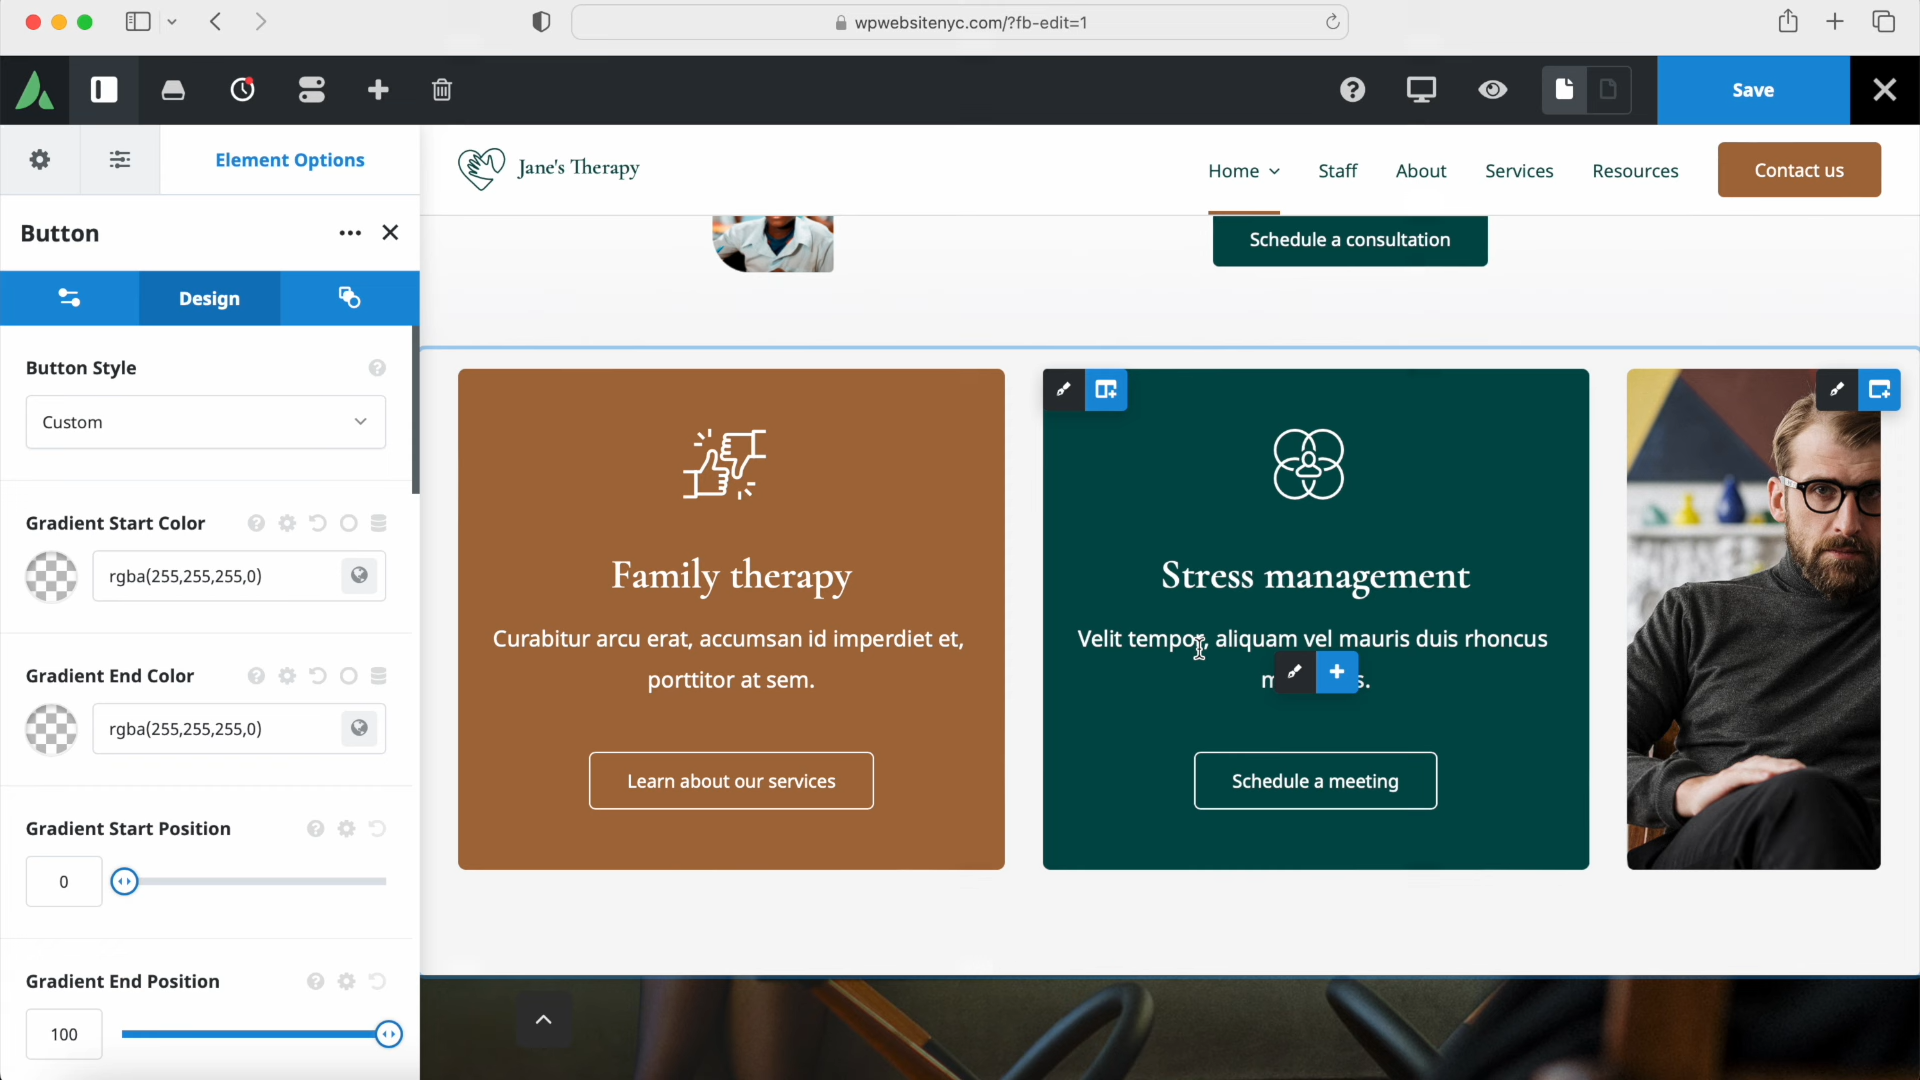 wpwebsitenyc.com/?fb-edit=1
Save
Element Options
Button
Design
Button Style
Custom
Gradient Start Color
rgba(255,255,255,0)
Gradient End Color
rgba(255,255,255,0)
Gradient Start Position
0
Gradient End Position
100
Jane's Therapy
Home
Staff
About
Services
Resources
Contact us
Schedule a consultation
Family therapy
Curabitur arcu erat, accumsan id imperdiet et,
porttitor at sem.
Learn about our services
Stress management
Velit tempor, aliquam vel mauris duis rhoncus
Schedule a meeting